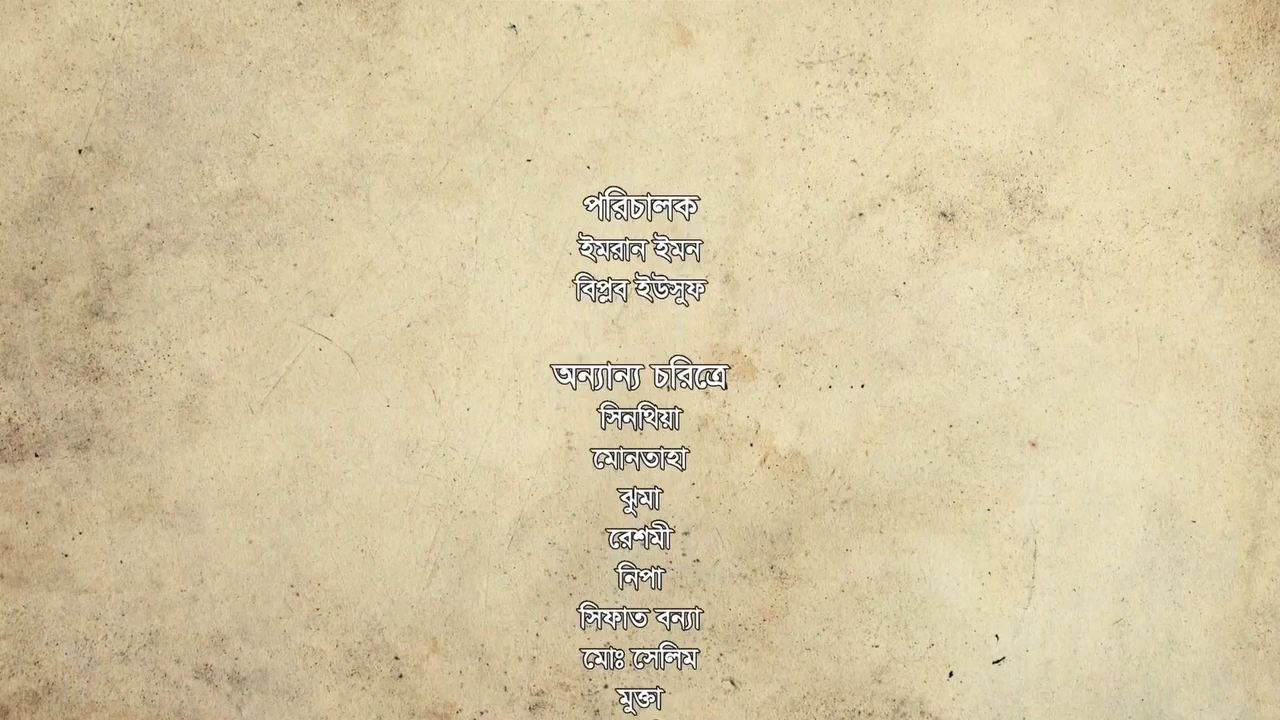 পরিচালক
ইমরান ইমন
বিপ্লব ইউসুফ
অন্যান্য চরিত্রে
সিনথিয়া
মোনতাহা
ঝুমা
রেশমী
নিপা
সিফাত বন্যা
মোঃ সেলিম
মুক্তা